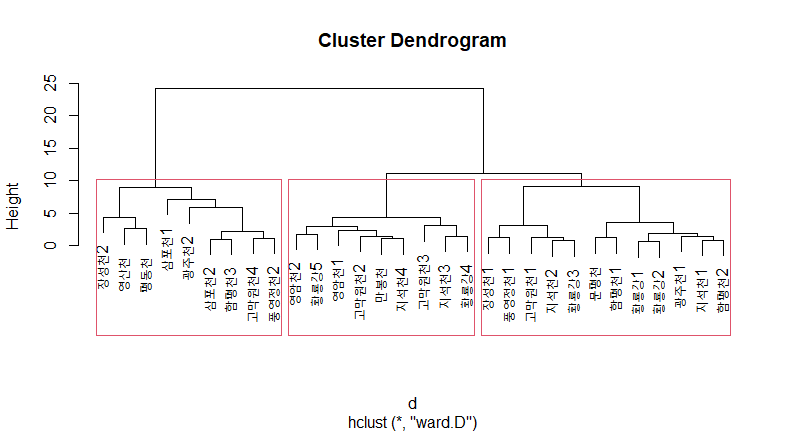 Cluster Dendrogram
Height
0 5 10 15 20 25
장성천2
영산천
평동천
삼포천1
광주천2
삼포천2
함평천3
고막원천4
풍영정천2
영암천2
황룡강5
영암천1
고막원천2
만봉천
지석천4
고막원천3
지석천3
황룡강4
장성천1
풍영정천1
고막원천1
지석천2
황룡강3
문평천
함평천1
황룡강1
황룡강2
광주천1
지석천1
함평천2
d
hclust (*, "ward.D")